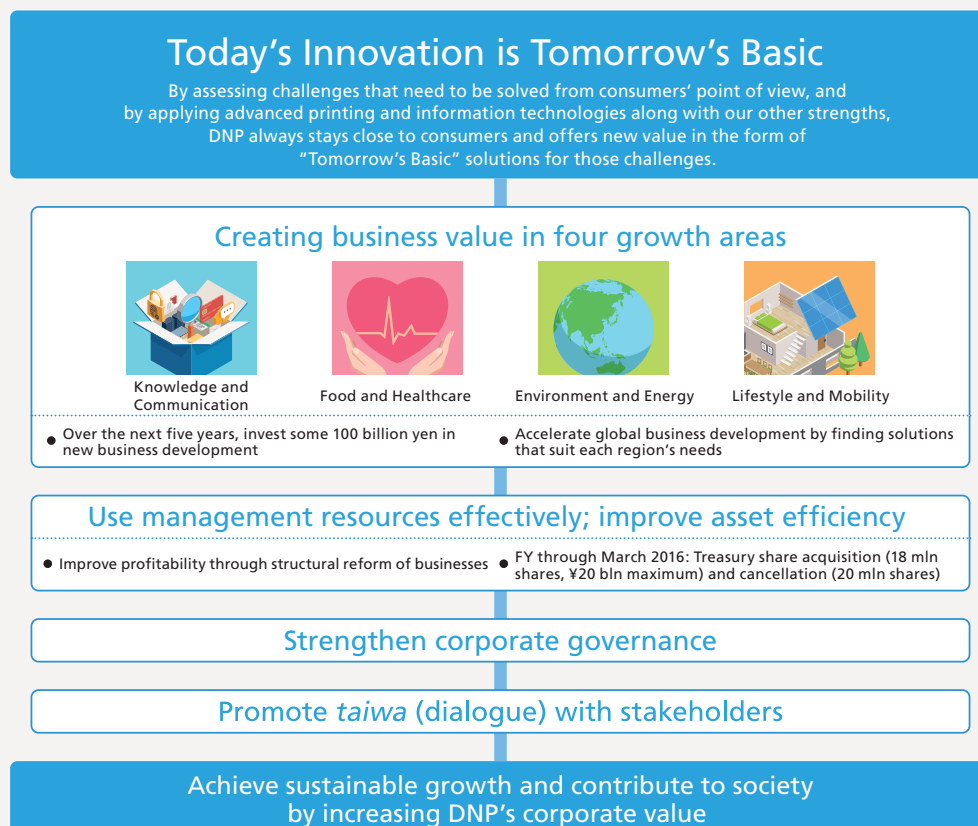 Today's Innovation is Tomorrow's Basic
By assessing challenges that need to be solved from consumers' point of view, and
by applying advanced printing and information technologies along with our other strengths,
DNP always stays close to consumers and offers new value in the form of
"Tomorrow's Basic" solutions for those challenges.
Creating business value in four growth areas
Knowledge and
Communication
Food and Healthcare
Environment and Energy
Lifestyle and Mobility
● Over the next five years, invest some 100 billion yen in
new business development
● Accelerate global business development by finding solutions
that suit each region's needs
Use management resources effectively; improve asset efficiency
● Improve profitability through structural reform of businesses
● FY through March 2016: Treasury share acquisition (18 mln
shares, ¥20 bln maximum) and cancellation (20 mln shares)
Strengthen corporate governance
Promote taiwa (dialogue) with stakeholders
Achieve sustainable growth and contribute to society
by increasing DNP's corporate value